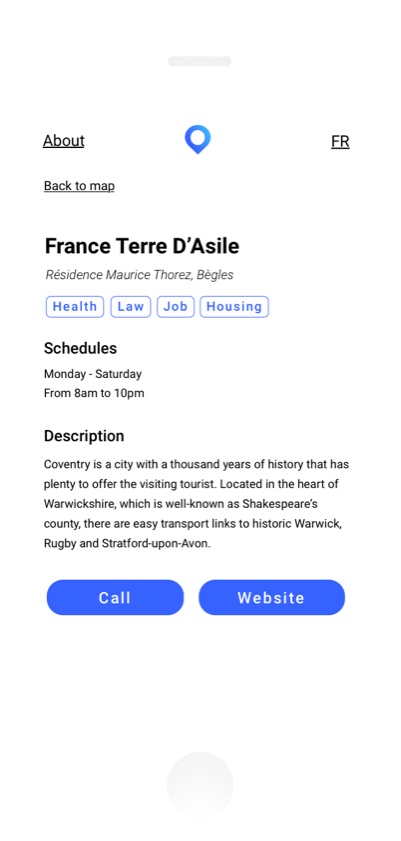 About
FR
Back to map
France Terre D’Asile
Résidence Maurice Thorez, Bègles
Health Law Job Housing
Schedules
Monday - Saturday
From 8am to 10pm
Description
Coventry is a city with a thousand years of history that has
plenty to offer the visiting tourist. Located in the heart of
Warwickshire, which is well-known as Shakespeare’s
county, there are easy transport links to historic Warwick,
Rugby and Stratford-upon-Avon.
Call Website